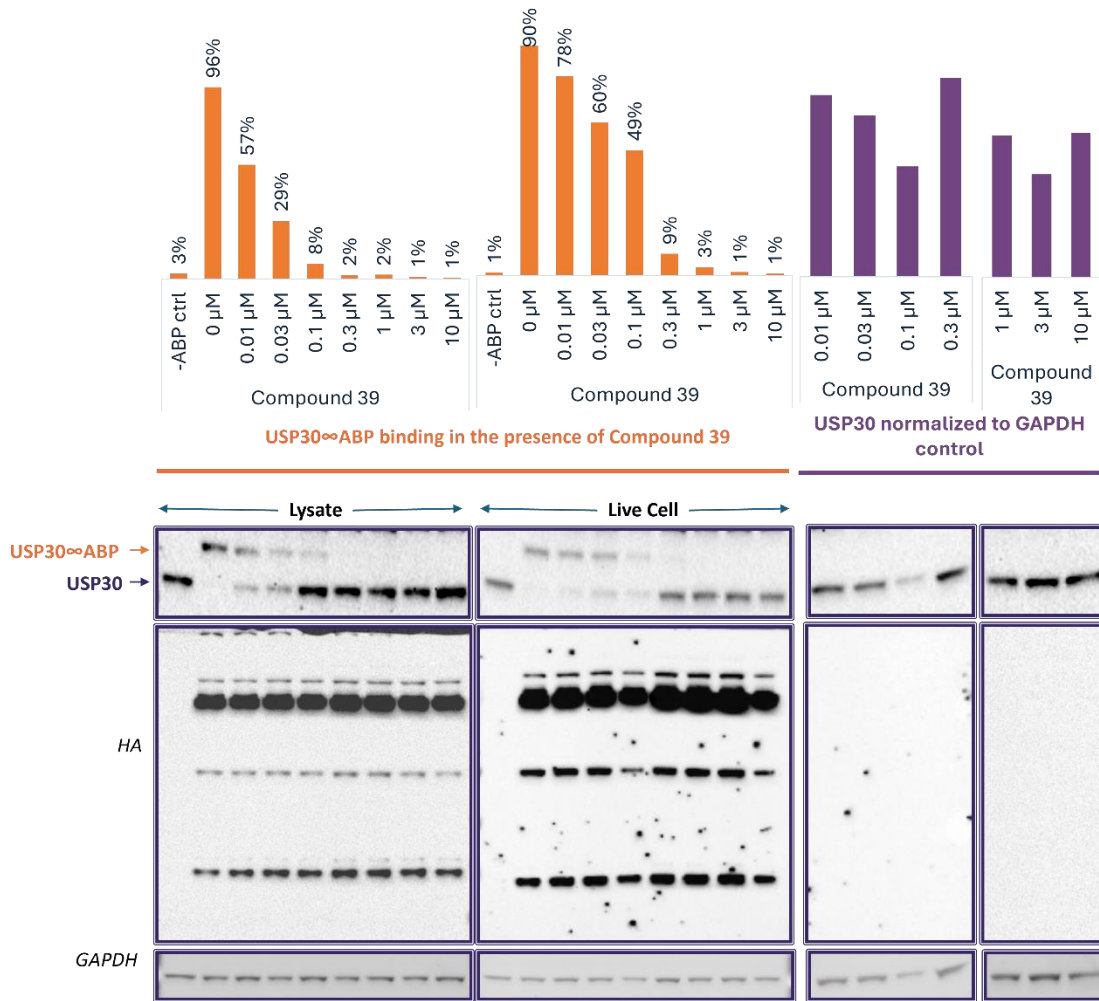 3%
96%
57%
29%
8%
2%
2%
1%
1%
-ABP ctrl
0 µM
0.01 µM
0.03 µM
0.1 µM
0.3 µM
1 µM
3 µM
10 µM
Compound 39
1%
90%
78%
60%
49%
9%
3%
1%
1%
-ABP ctrl
0 µM
0.01 µM
0.03 µM
0.1 µM
0.3 µM
1 µM
3 µM
10 µM
Compound 39
0.01 µM
0.03 µM
0.1 µM
0.3 µM
Compound 39
1 µM
3 µM
10 µM
Compound
39
USP30∞ABP binding in the presence of Compound 39
USP30 normalized to GAPDH
control
Lysate
Live Cell
USP30∞ABP
USP30
HA
GAPDH